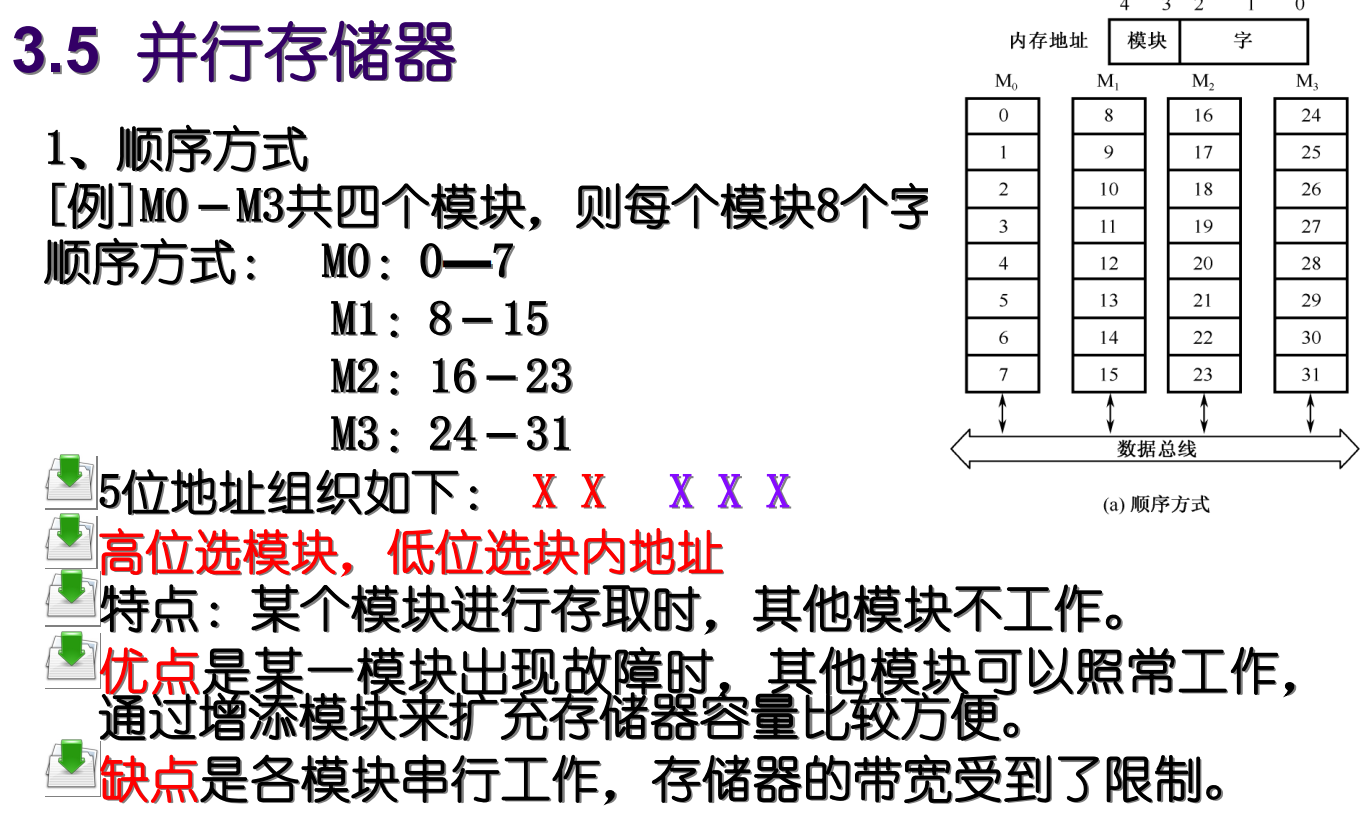 3.5 并行存储器
1、顺序方式
[例]M0－M3共四个模块，则每个模块8个字
顺序方式： M0：0—7
M1：8－15
M2：16－23
M3：24－31
5位地址组织如下： X X X X X
高位选模块，低位选块内地址
特点：某个模块进行存取时，其他模块不工作。
优点是某一模块出现故障时，其他模块可以照常工作，
通过增添模块来扩充存储器容量比较方便。
缺点是各模块串行工作，存储器的带宽受到了限制。
4 3 2 1 0
内存地址 模块 字
M₀ M₁ M₂ M₃
0 8 16 24
1 9 17 25
2 10 18 26
3 11 19 27
4 12 20 28
5 13 21 29
6 14 22 30
7 15 23 31
数据总线
(a) 顺序方式